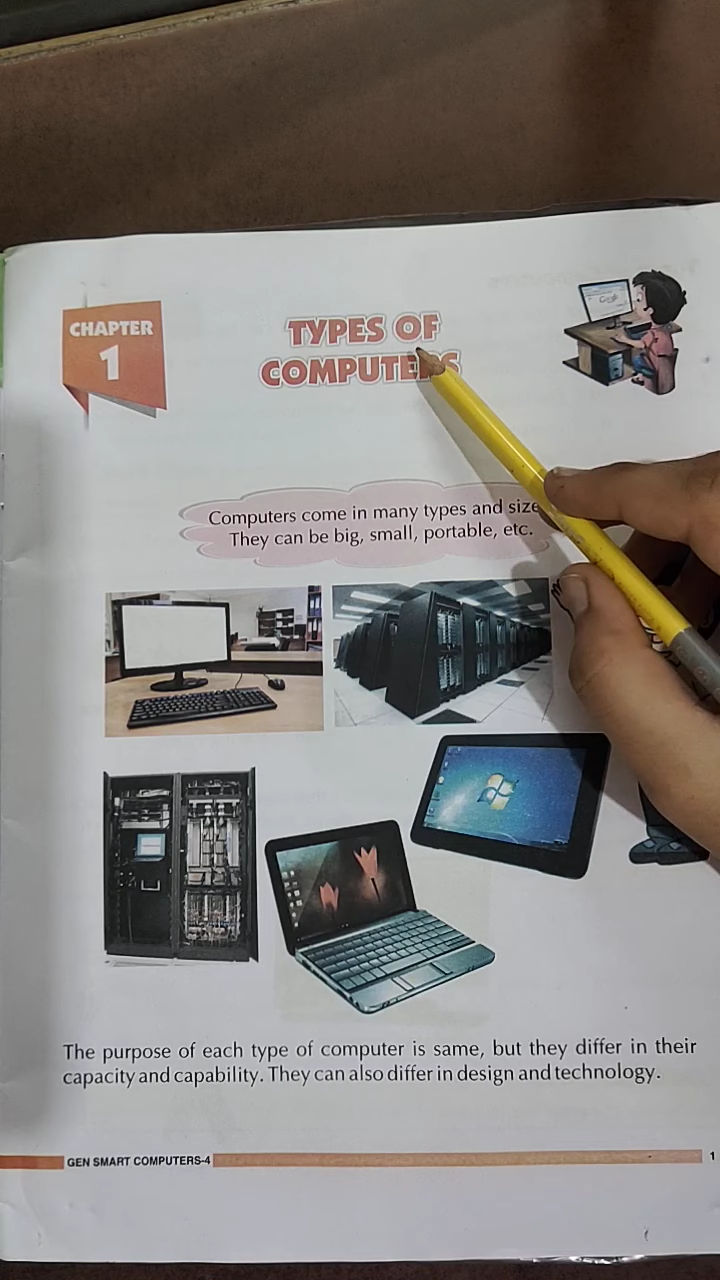 CHAPTER
1
TYPES OF
COMPUTERS
Computers come in many types and size
They can be big, small, portable, etc.
The purpose of each type of computer is same, but they differ in their
capacity and capability. They can also differ in design and technology.
GEN SMART COMPUTERS-4
1